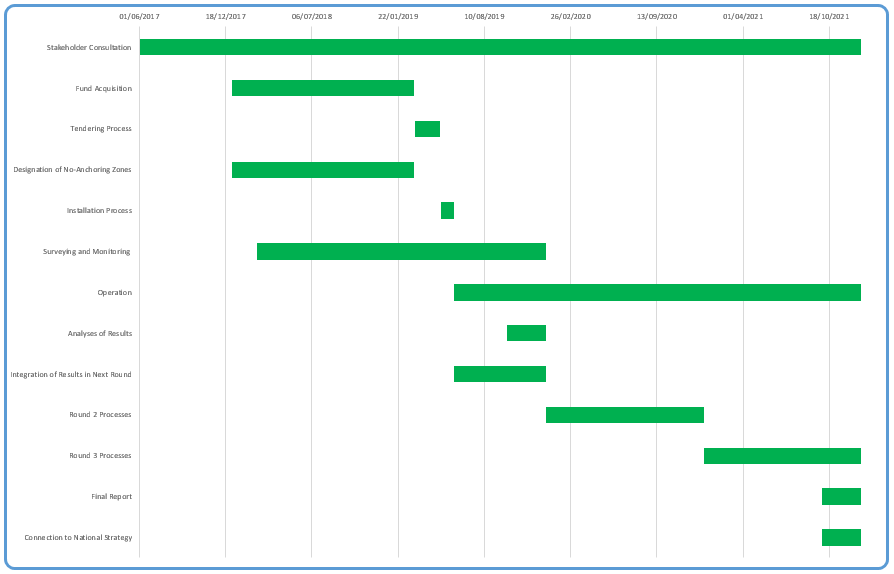 01/06/2017 18/12/2017 06/07/2018 22/01/2019 10/08/2019 26/02/2020 13/09/2020 01/04/2021 18/10/2021
Stakeholder Consultation
Fund Acquisition
Tendering Process
Designation of No-Anchoring Zones
Installation Process
Surveying and Monitoring
Operation
Analyses of Results
Integration of Results in Next Round
Round 2 Processes
Round 3 Processes
Final Report
Connection to National Strategy